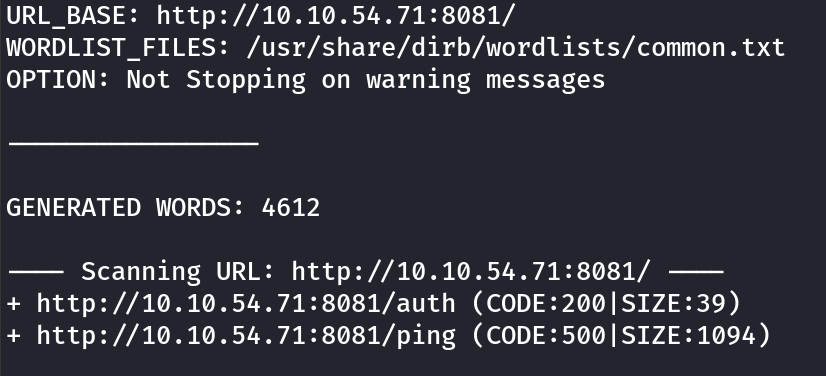 URL_BASE: http://10.10.54.71:8081/
WORDLIST_FILES: /usr/share/dirb/wordlists/common.txt
OPTION: Not Stopping on warning messages
-----------------
GENERATED WORDS: 4612
---- Scanning URL: http://10.10.54.71:8081/ ----
+ http://10.10.54.71:8081/auth (CODE:200|SIZE:39)
+ http://10.10.54.71:8081/ping (CODE:500|SIZE:1094)